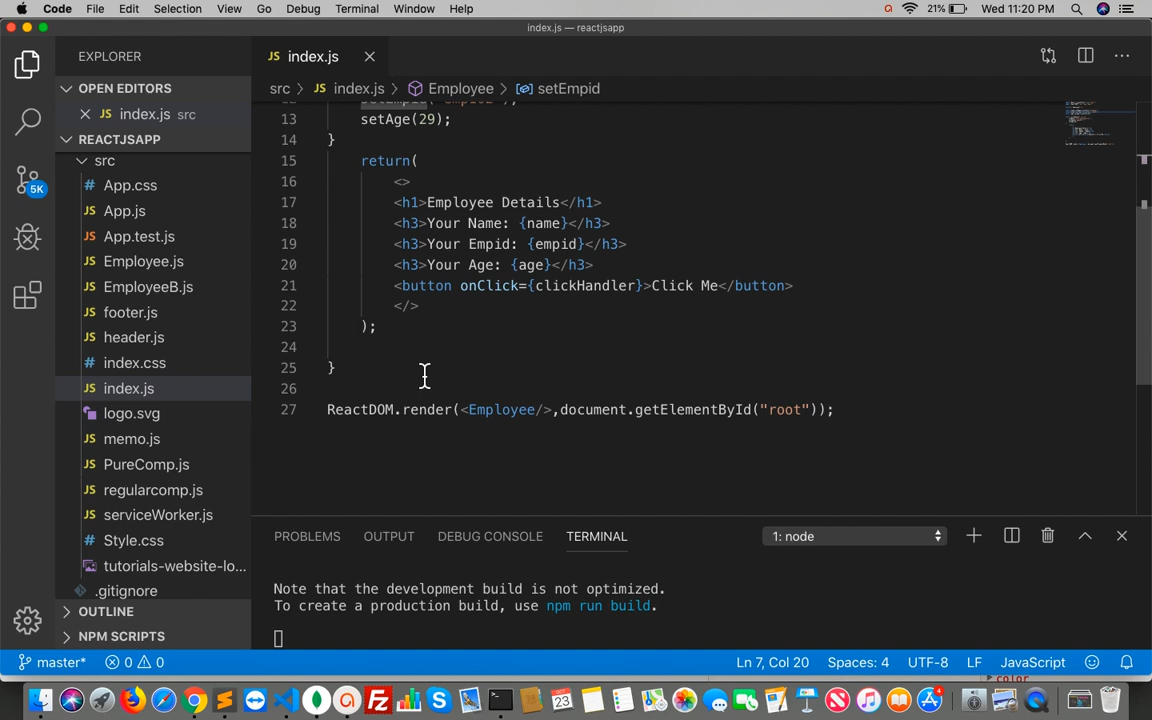 Code File Edit Selection View Go Debug Terminal Window Help 21% Wed 11:20 PM
index.js — reactjsapp
EXPLORER
OPEN EDITORS
index.js src
REACTJSAPP
src
App.css
App.js
App.test.js
Employee.js
EmployeeB.js
footer.js
header.js
index.css
index.js
logo.svg
memo.js
PureComp.js
regularcomp.js
serviceWorker.js
Style.css
tutorials-website-lo...
.gitignore
OUTLINE
NPM SCRIPTS
5K
JS index.js
src > JS index.js > Employee > setEmpid
13 setAge(29);
14 }
15 return(
16 <>
17 <h1>Employee Details</h1>
18 <h3>Your Name: {name}</h3>
19 <h3>Your Empid: {empid}</h3>
20 <h3>Your Age: {age}</h3>
21 <button onClick={clickHandler}>Click Me</button>
22 </>
23 );
24
25 }
26
27 ReactDOM.render(<Employee/>,document.getElementById("root"));
PROBLEMS OUTPUT DEBUG CONSOLE TERMINAL 1: node
Note that the development build is not optimized.
To create a production build, use npm run build.
master* 0 0 Ln 7, Col 20 Spaces: 4 UTF-8 LF JavaScript
color